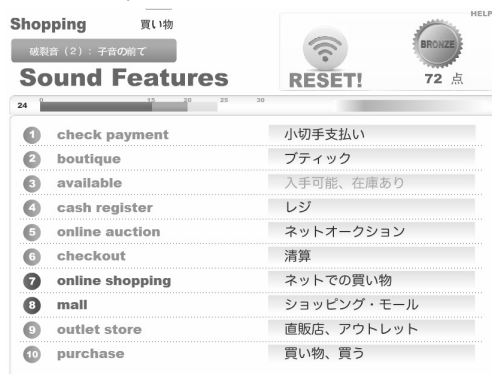 Shopping 買い物
HELP
破裂音（2）：子音の前で
BRONZE
Sound Features
RESET!
72 点
24 0 15 20 25 30
1 check payment 小切手支払い
2 boutique ブティック
3 available 入手可能、在庫あり
4 cash register レジ
5 online auction ネットオークション
6 checkout 清算
7 online shopping ネットでの買い物
8 mall ショッピング・モール
9 outlet store 直販店、アウトレット
10 purchase 買い物、買う